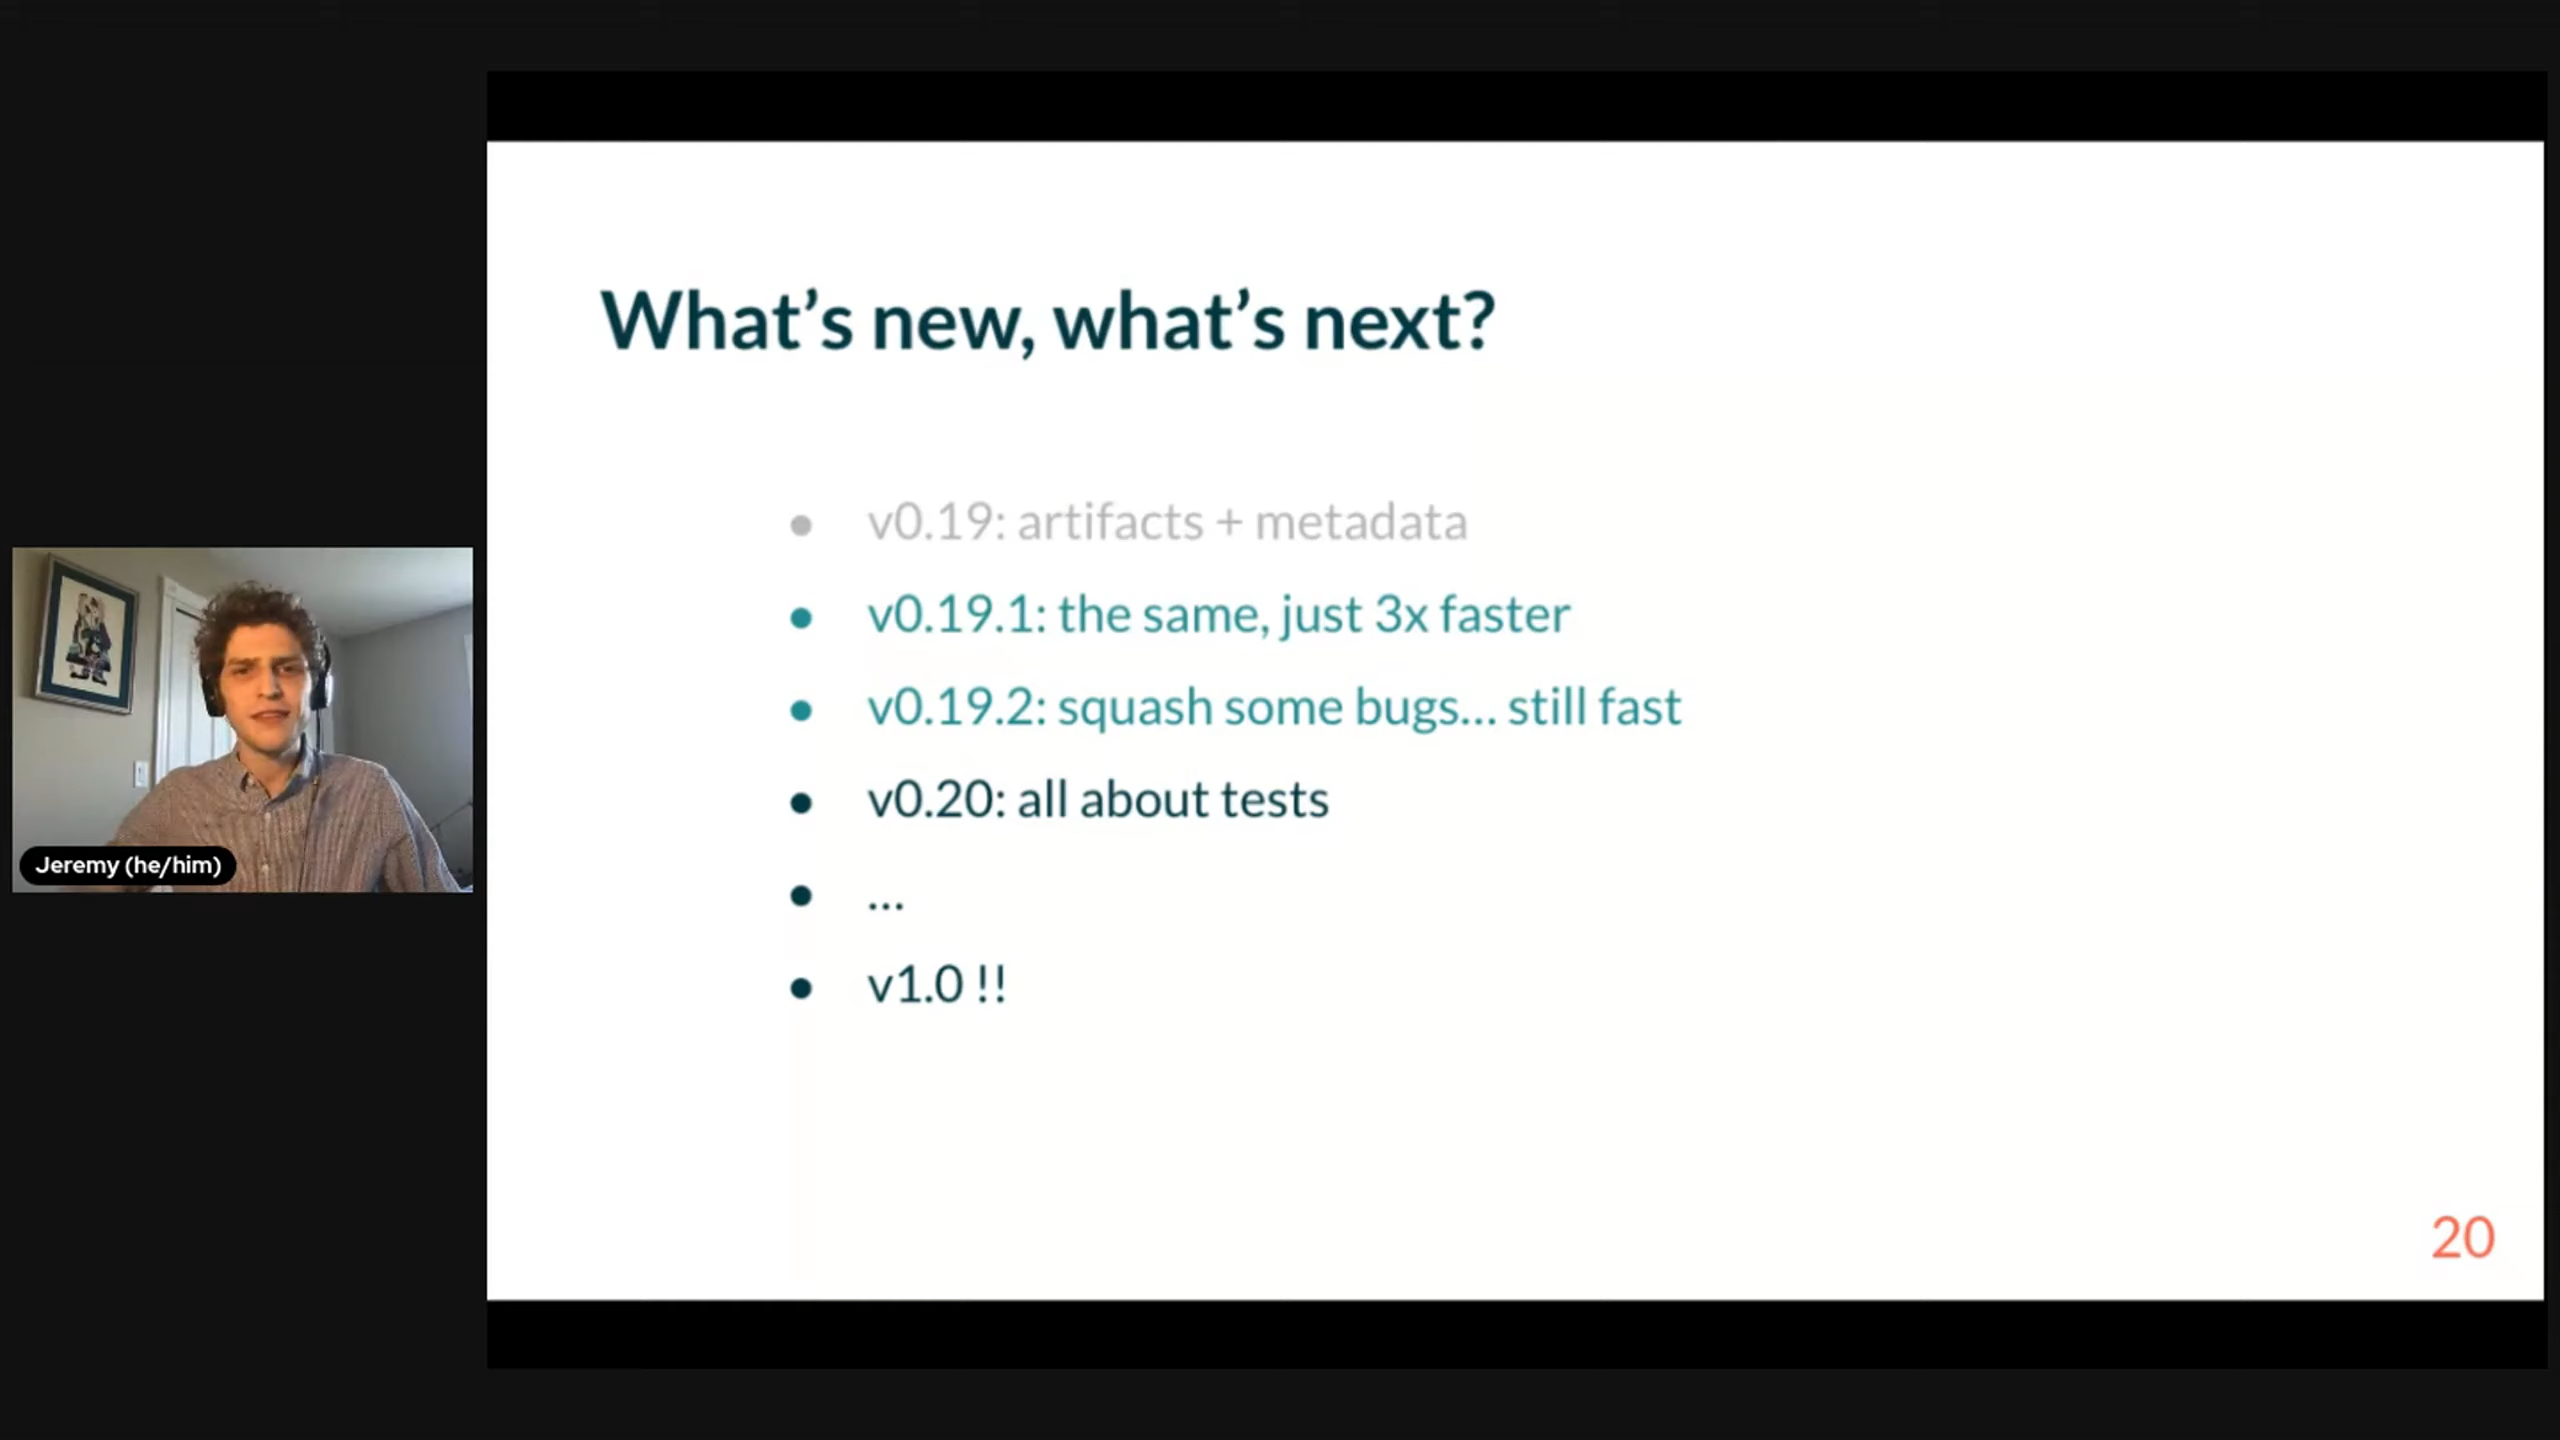 What’s new, what’s next?
● v0.19: artifacts + metadata
● v0.19.1: the same, just 3x faster
● v0.19.2: squash some bugs... still fast
● v0.20: all about tests
● ...
● v1.0 !!
Jeremy (he/him)
20